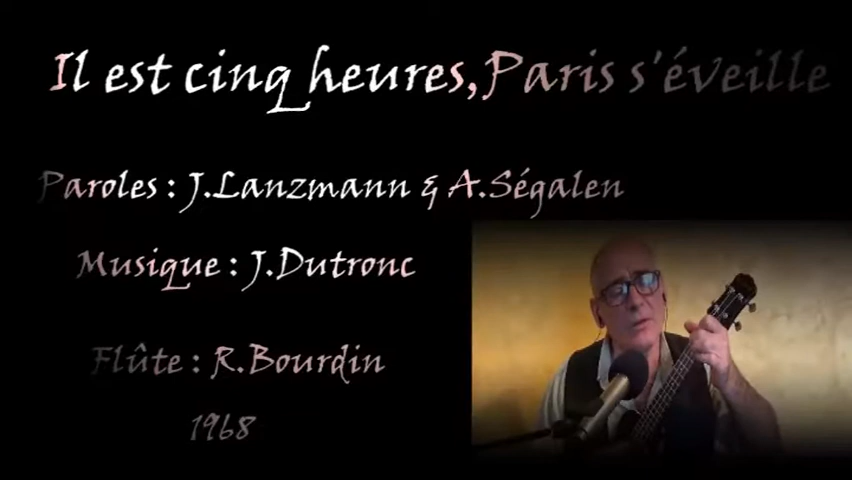 Il est cinq heures,Paris s'éveille
Paroles : J.Lanzmann & A.Ségalen
Musique : J.Dutronc
Flûte : R.Bourdin
1968